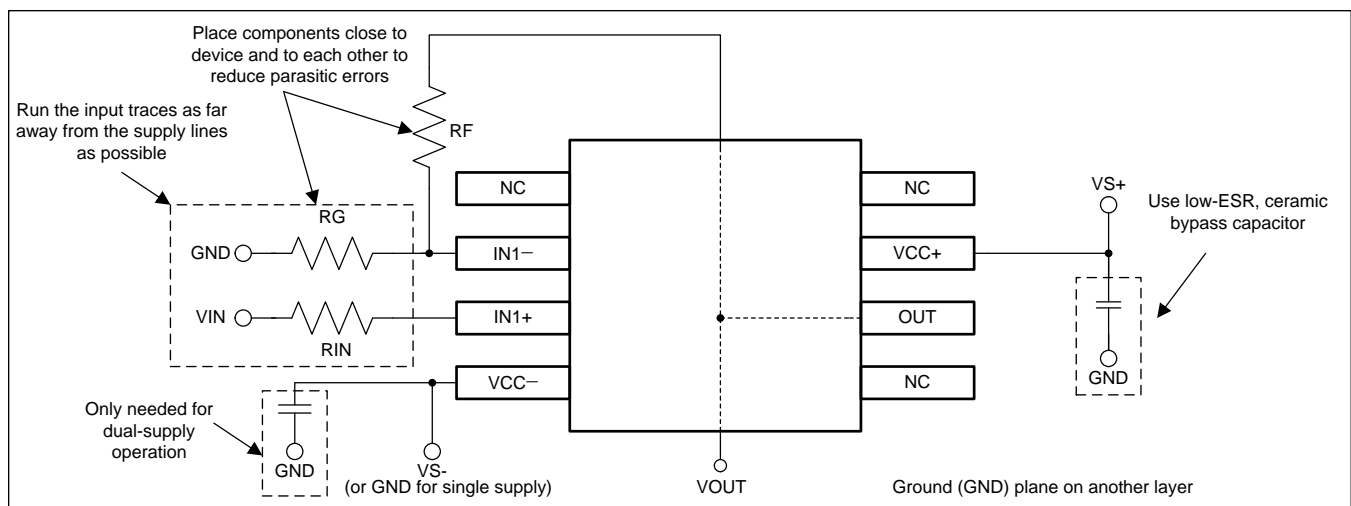 Place components close to
device and to each other to
reduce parasitic errors
Run the input traces as far
away from the supply lines
as possible
RF
NC
NC
VS+
Use low-ESR, ceramic
bypass capacitor
RG
GND
IN1−
VCC+
VIN
IN1+
OUT
RIN
GND
VCC−
NC
Only needed for
dual-supply
operation
GND
VS-
(or GND for single supply)
VOUT
Ground (GND) plane on another layer